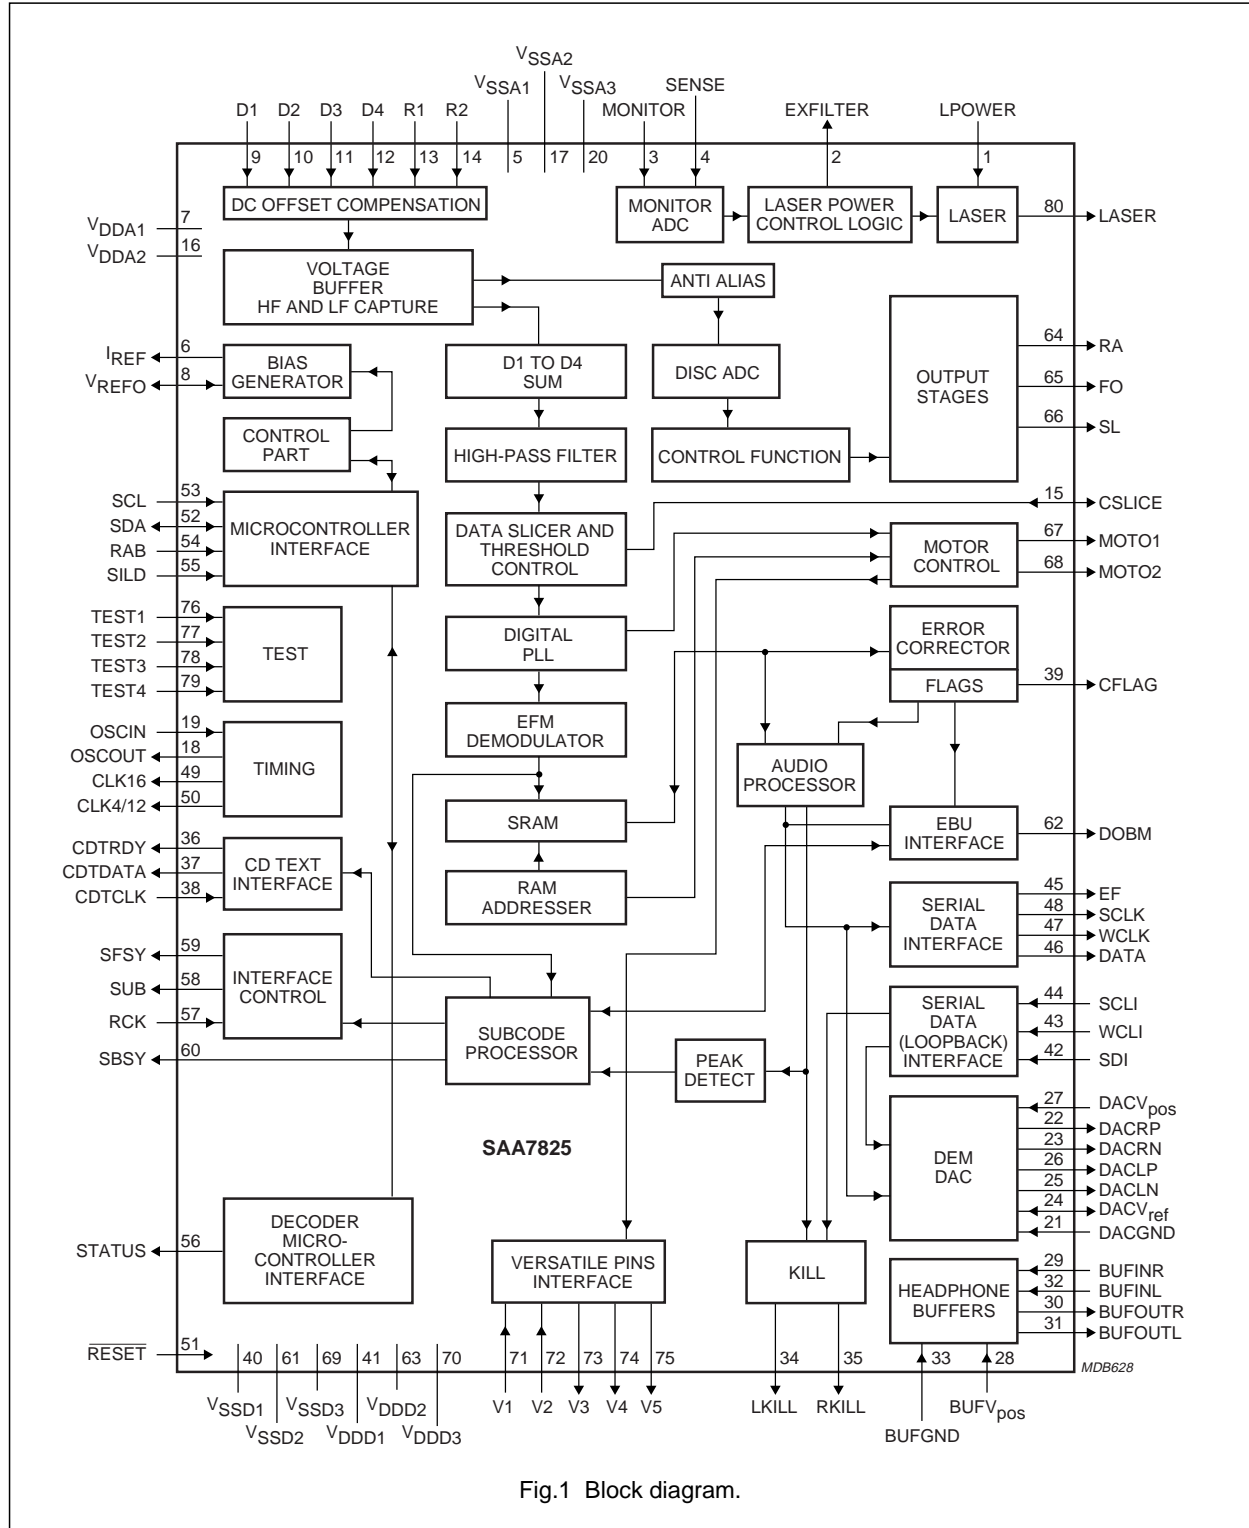 VSSA2
VSSA1
VSSA3
SENSE
D1
D2
D3
D4
R1
R2
MONITOR
EXFILTER
LPOWER
9
10
11
12
13
14
5
17
20
3
4
2
1
DC OFFSET COMPENSATION
MONITOR
ADC
LASER POWER
CONTROL LOGIC
LASER
80
LASER
VDDA1
7
VDDA2
16
VOLTAGE
BUFFER
HF AND LF CAPTURE
ANTI ALIAS
IREF
6
VREFO
8
BIAS
GENERATOR
D1 TO D4
SUM
DISC ADC
OUTPUT
STAGES
64
RA
65
FO
66
SL
CONTROL
PART
HIGH-PASS FILTER
CONTROL FUNCTION
SCL
53
SDA
52
RAB
54
SILD
55
MICROCONTROLLER
INTERFACE
DATA SLICER AND
THRESHOLD
CONTROL
15
CSLICE
MOTOR
CONTROL
67
MOTO1
68
MOTO2
TEST1
76
TEST2
77
TEST3
78
TEST4
79
TEST
DIGITAL
PLL
ERROR
CORRECTOR
FLAGS
39
CFLAG
OSCIN
19
OSCOUT
18
CLK16
49
CLK4/12
50
TIMING
EFM
DEMODULATOR
AUDIO
PROCESSOR
SRAM
EBU
INTERFACE
62
DOBM
CDTRDY
36
CDTDATA
37
CDTCLK
38
CD TEXT
INTERFACE
RAM
ADDRESSER
SERIAL
DATA
INTERFACE
45
EF
48
SCLK
47
WCLK
46
DATA
SFSY
59
SUB
58
RCK
57
SBSY
60
INTERFACE
CONTROL
SUBCODE
PROCESSOR
PEAK
DETECT
SERIAL
DATA
(LOOPBACK)
INTERFACE
44
SCLI
43
WCLI
42
SDI
SAA7825
DEM
DAC
27
DACVpos
22
DACRP
23
DACRN
26
DACLP
25
DACLN
24
DACVref
21
DACGND
STATUS
56
DECODER
MICRO-
CONTROLLER
INTERFACE
VERSATILE PINS
INTERFACE
KILL
HEADPHONE
BUFFERS
29
BUFINR
32
BUFINL
30
BUFOUTR
31
BUFOUTL
RESET
51
40
61
69
41
63
70
71
72
73
74
75
34
35
33
28
MDB628
VSSD1
VSSD2
VSSD3
VDDD1
VDDD2
VDDD3
V1
V2
V3
V4
V5
LKILL
RKILL
BUFGND
BUFVpos
Fig.1 Block diagram.